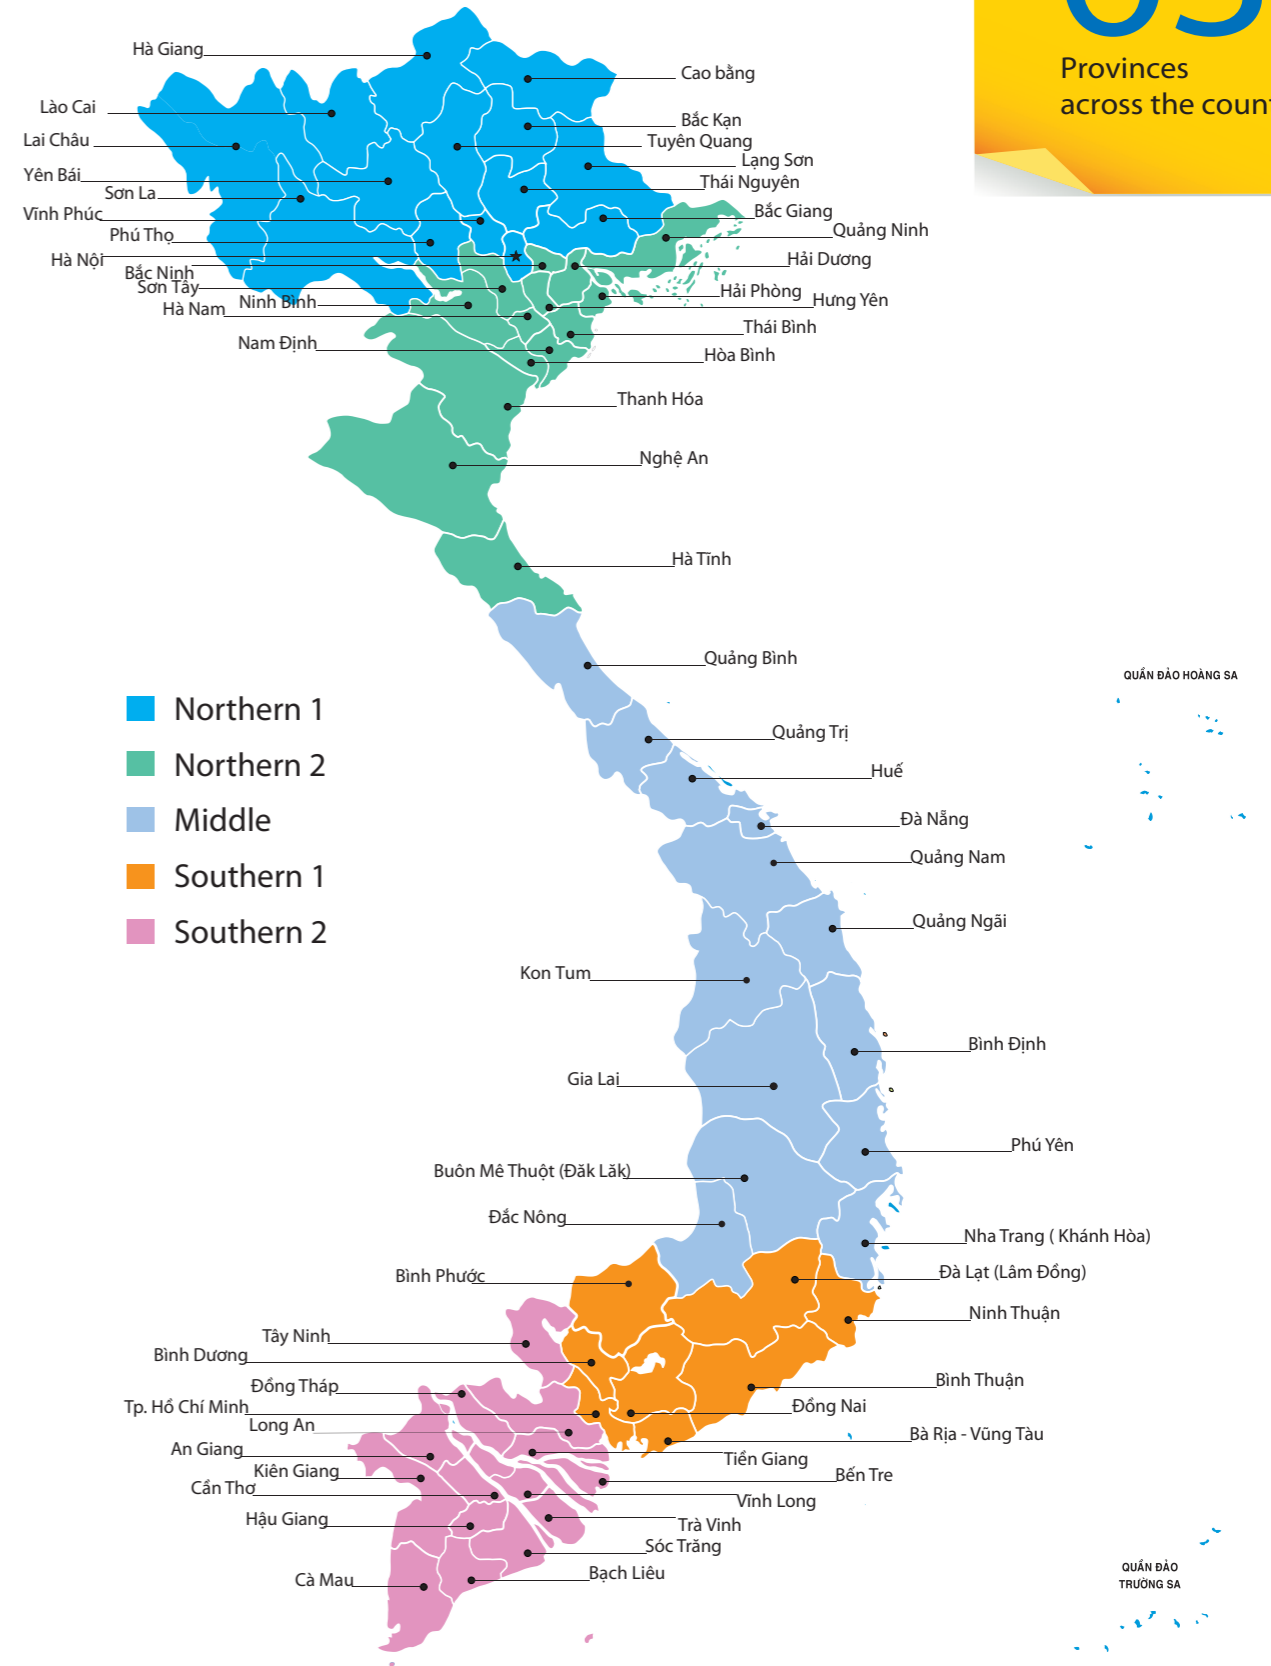 Provinces
across the
Hà Giang
Cao bằng
Lào Cai
Bắc Kạn
Lai Châu
Tuyên Quang
Lạng Sơn
Yên Bái
Thái Nguyên
Sơn La
Vĩnh Phúc
Bắc Giang
Phú Thọ
Quảng Ninh
Hà Nội
Hải Dương
Bắc Ninh
Sơn Tây
Hải Phòng
Ninh Bình
Hưng Yên
Hà Nam
Thái Bình
Nam Định
Hòa Bình
Thanh Hóa
Nghệ An
Hà Tĩnh
Quảng Bình
QUẦN ĐẢO HOÀNG SA
Northern 1
Northern 2
Middle
Southern 1
Southern 2
Quảng Trị
Huế
Đà Nẵng
Quảng Nam
Quảng Ngãi
Kon Tum
Bình Định
Gia Lai
Phú Yên
Buôn Mê Thuột (Đăk Lăk)
Đắc Nông
Nha Trang ( Khánh Hòa)
Bình Phước
Đà Lạt (Lâm Đồng)
Ninh Thuận
Tây Ninh
Bình Dương
Bình Thuận
Đồng Tháp
Đồng Nai
Tp. Hồ Chí Minh
Long An
Bà Rịa - Vũng Tàu
An Giang
Tiền Giang
Kiên Giang
Bến Tre
Cần Thơ
Vĩnh Long
Hậu Giang
Trà Vinh
Sóc Trăng
Bạch Liêu
Cà Mau
QUẦN ĐẢO
TRƯỜNG SA